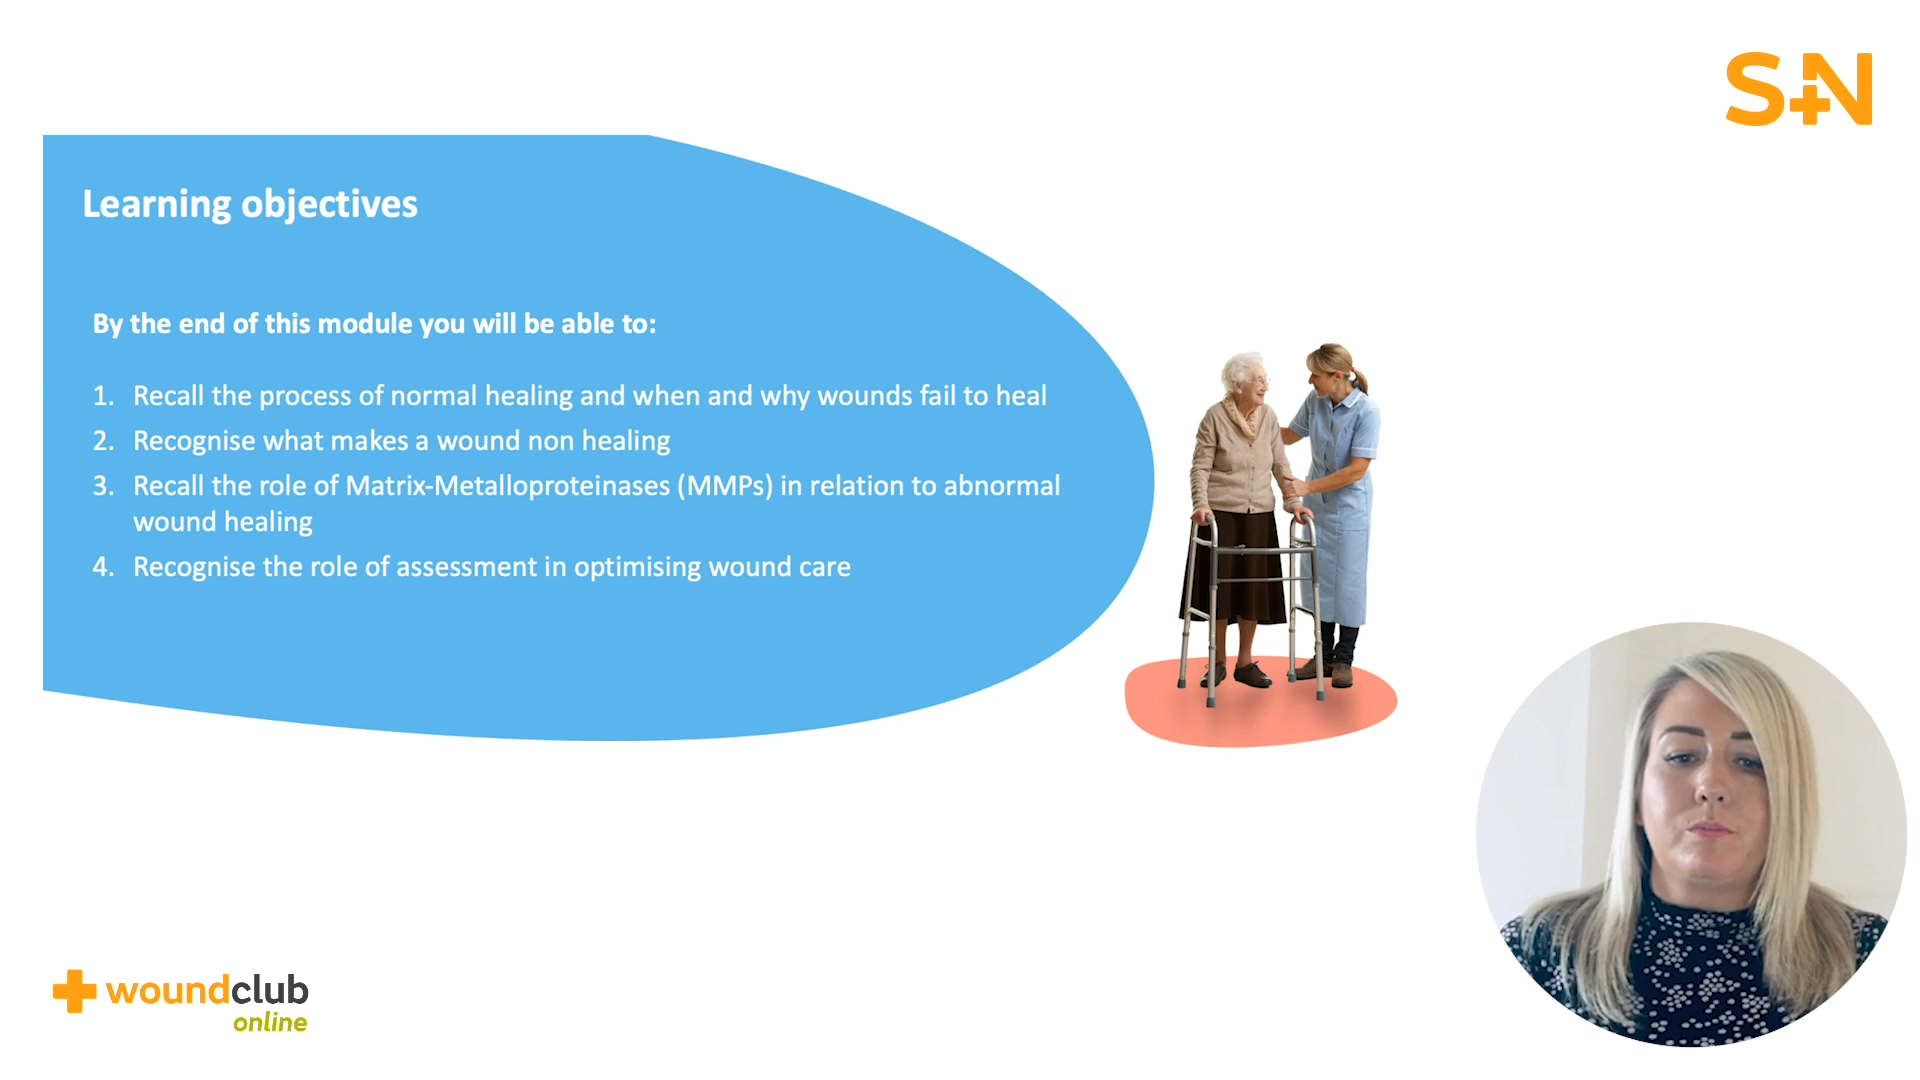 S+N
Learning objectives
By the end of this module you will be able to:
1. Recall the process of normal healing and when and why wounds fail to heal
2. Recognise what makes a wound non healing
3. Recall the role of Matrix-Metalloproteinases (MMPs) in relation to abnormal
wound healing
4. Recognise the role of assessment in optimising wound care
woundclub
online